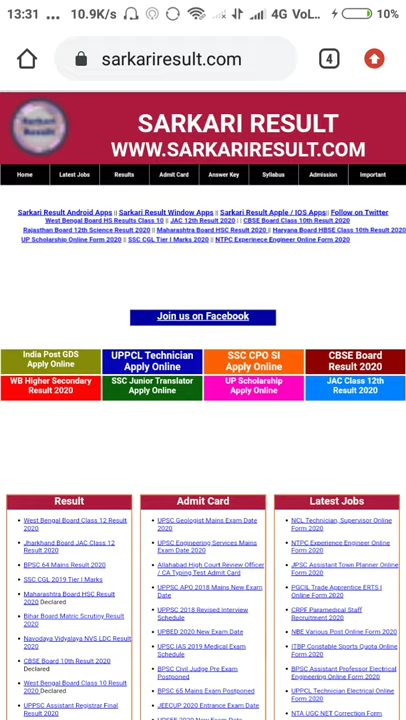 13:31 ... 10.9K/s 4G VoL.. 10%
sarkariresult.com
4
Sarkari
Result
SARKARI RESULT
WWW.SARKARIRESULT.COM
Home Latest Jobs Results Admit Card Answer Key Syllabus Admission Important
Sarkari Result Android Apps || Sarkari Result Window Apps || Sarkari Result Apple / IOS Apps|| Follow on Twitter
West Bengal Board HS Results Class 10 || JAC 12th Result 2020 || CBSE Board Class 10th Result 2020
Rajasthan Board 12th Science Result 2020 || Maharashtra Board HSC Result 2020 || Haryana Board HBSE Class 10th Result 2020
UP Scholarship Online Form 2020 || SSC CGL Tier I Marks 2020 || NTPC Experinece Engineer Online Form 2020
Join us on Facebook
India Post GDS
Apply Online
UPPCL Technician
Apply Online
SSC CPO SI
Apply Online
CBSE Board
Result 2020
WB Higher Secondary
Result 2020
SSC Junior Translator
Apply Online
UP Scholarship
Apply Online
JAC Class 12th
Result 2020
Result
West Bengal Board Class 12 Result
2020
Jharkhand Board JAC Class 12
Result 2020
BPSC 64 Mains Result 2020
SSC CGL 2019 Tier I Marks
Maharashtra Board HSC Result
2020 Declared
Bihar Board Matric Scrutiny Result
2020
Navodaya Vidyalaya NVS LDC Result
2020
CBSE Board 10th Result 2020
Declared
West Bengal Board Class 10 Result
2020 Declared
UPPSC Assistant Registrar Final
Result 2020
Admit Card
UPSC Geologist Mains Exam Date
2020
UPSC Engineering Services Mains
Exam Date 2020
Allahabad High Court Review Officer
/ CA Typing Test Admit Card
UPPSC APO 2018 Mains New Exam
Date
UPPSC 2018 Revised Interview
Schedule
UPBED 2020 New Exam Date
UPSC IAS 2019 Medical Exam
Schedule
BPSC Civil Judge Pre Exam
Postponed
BPSC 65 Mains Exam Postponed
JEECUP 2020 Entrance Exam Date
UPSEE 2020 New Exam Date
Latest Jobs
NCL Technician, Supervisor Online
Form 2020
NTPC Experience Engineer Online
Form 2020
JPSC Assistant Town Planner Online
Form 2020
PGCIL Trade Apprentice ERTS I
Online Form 2020
CRPF Paramedical Staff
Recruitment 2020
NBE Various Post Online Form 2020
ITBP Constable Sports Quota Online
Form 2020
BPSC Assistant Professor Electrical
Engineering Online Form 2020
UPPCL Technician Electrical Online
Form 2020
NTA UGC NET Correction Form